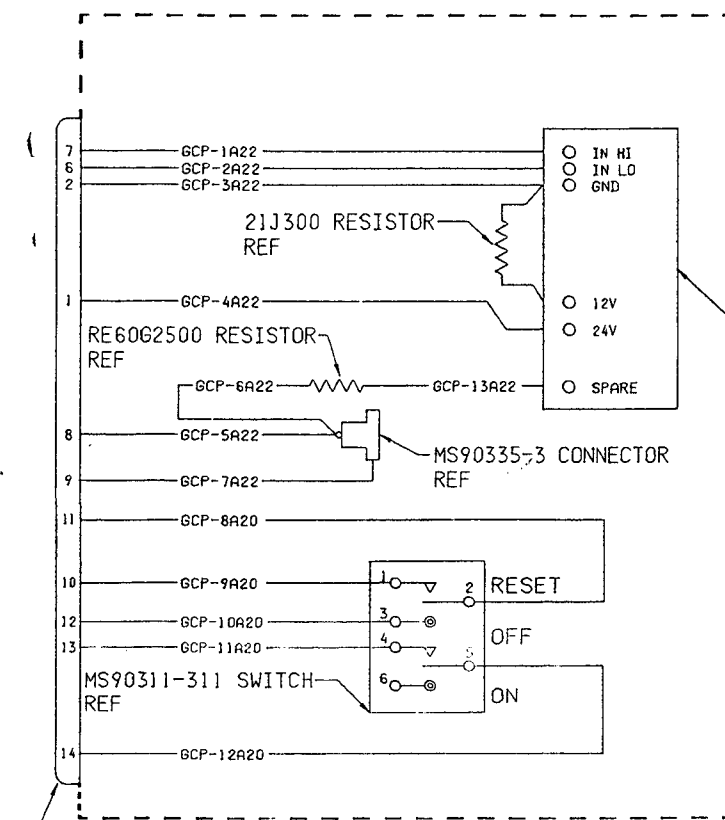 7 GCP-1A22 IN HI
6 GCP-2A22 IN LO
2 GCP-3A22 GND
21J300 RESISTOR
REF
1 GCP-4A22 12V
24V
RE60G2500 RESISTOR
REF
GCP-6A22 GCP-13A22 SPARE
8 GCP-5A22
MS90335-3 CONNECTOR
REF
9 GCP-7A22
11 GCP-8A20
10 GCP-9A20 1 2 RESET
12 GCP-10A20 3
OFF
13 GCP-11A20 4 5
MS90311-311 SWITCH
REF
6 ON
14 GCP-12A20